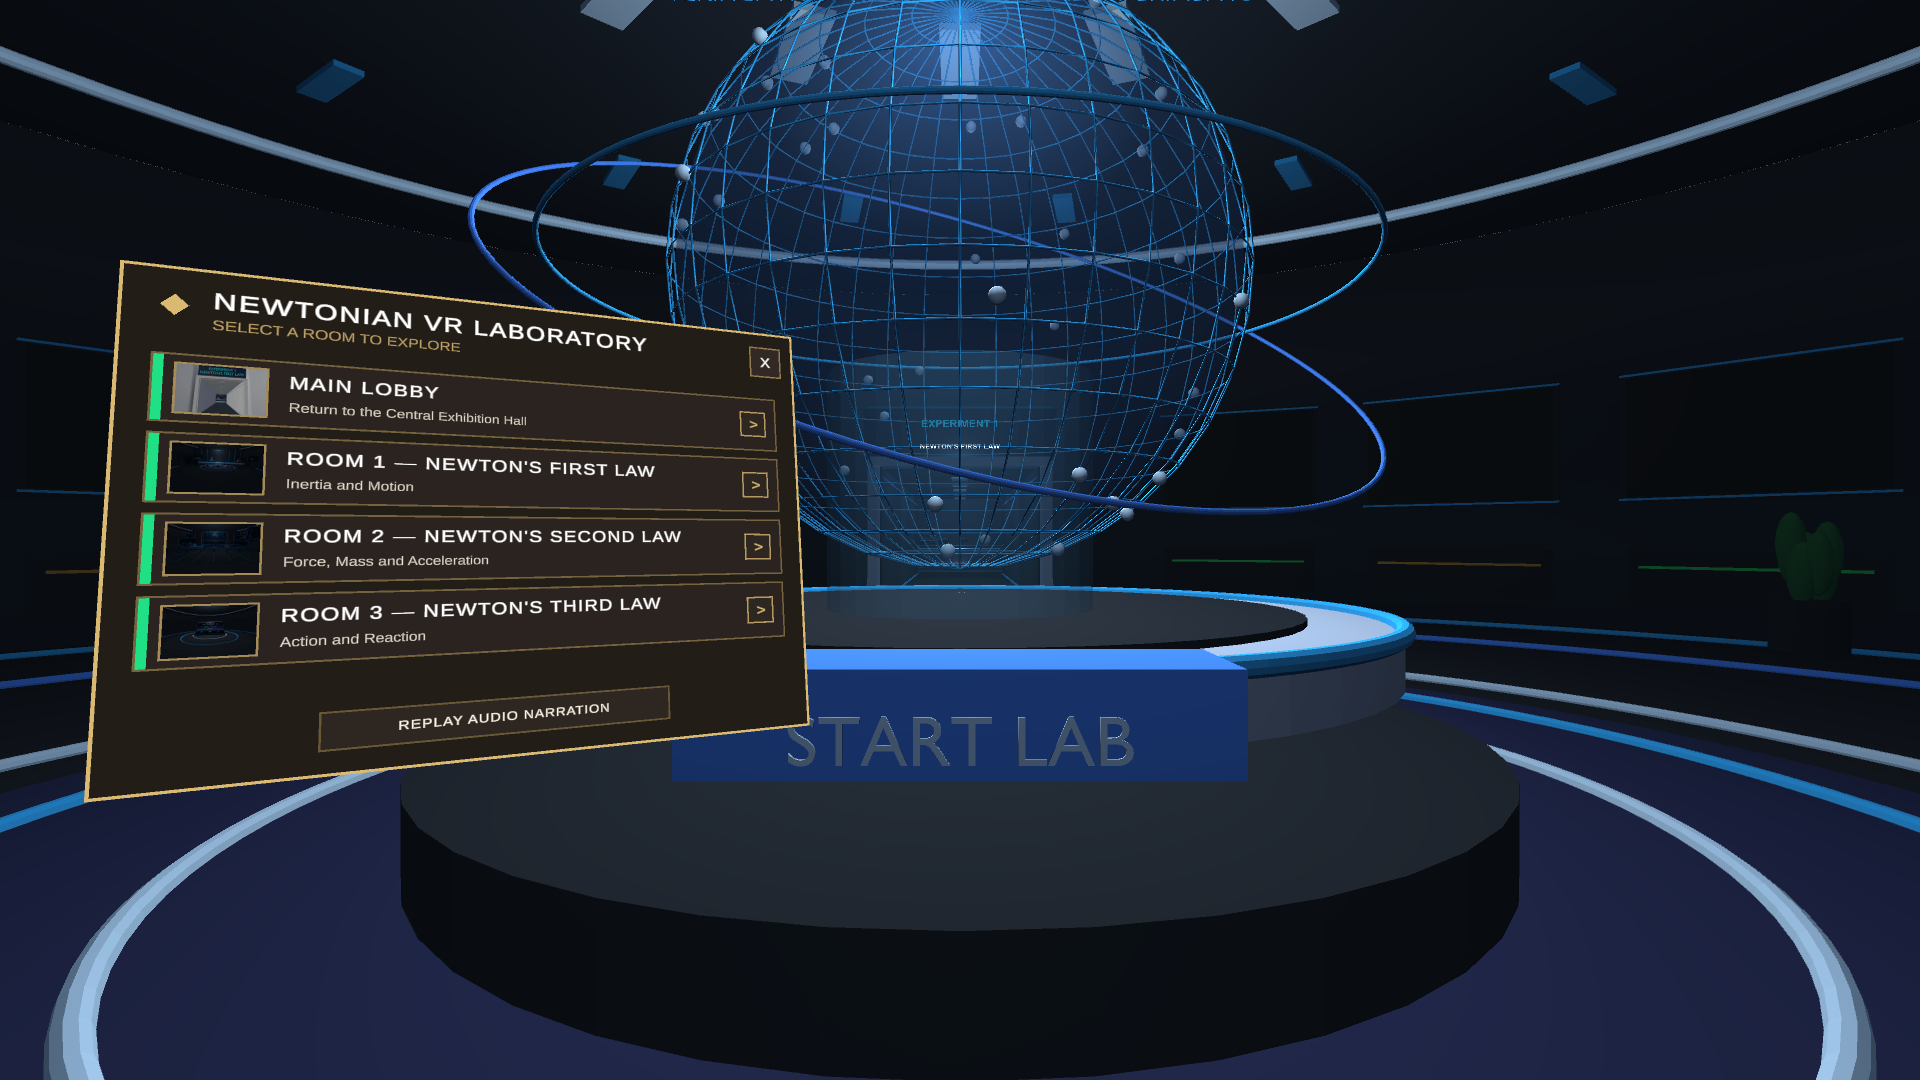 NEWTONIAN VR LABORATORY
SELECT A ROOM TO EXPLORE
X
MAIN LOBBY
Return to the Central Exhibition Hall
>
ROOM 1 — NEWTON'S FIRST LAW
Inertia and Motion
>
ROOM 2 — NEWTON'S SECOND LAW
Force, Mass and Acceleration
>
ROOM 3 — NEWTON'S THIRD LAW
Action and Reaction
>
REPLAY AUDIO NARRATION
EXPERIMENT 1
NEWTON'S FIRST LAW
START LAB